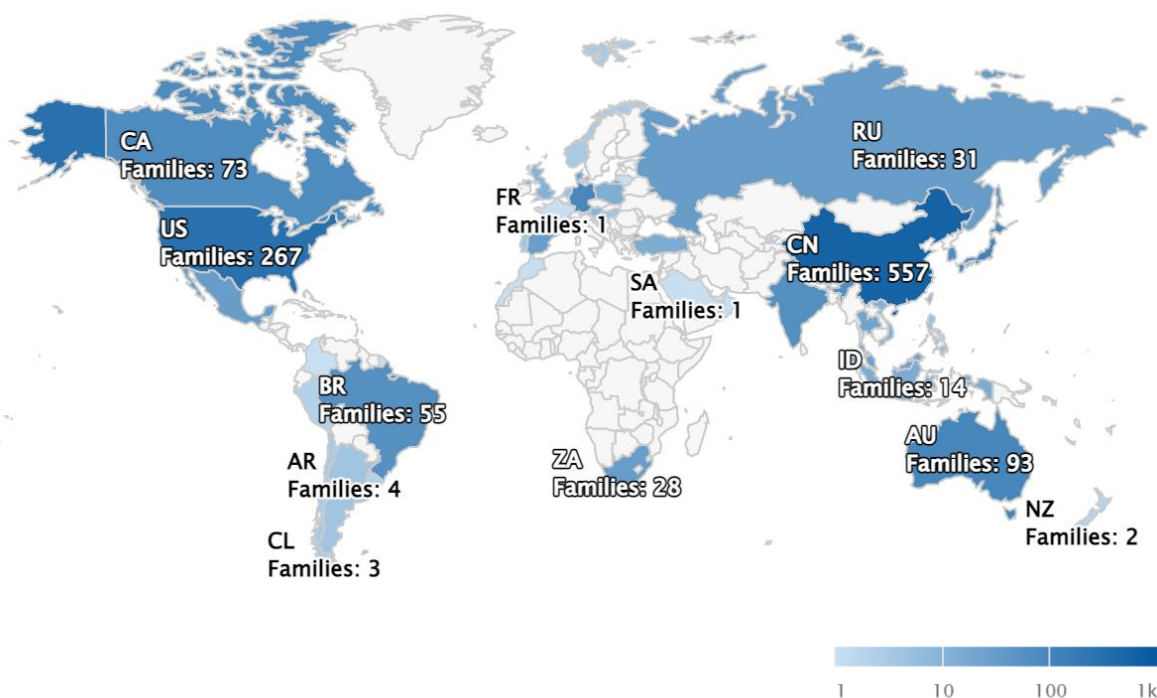 CA
Families: 73
US
Families: 267
RU
Families: 31
FR
Families: 1
CN
Families: 557
SA
Families: 1
ID
Families: 14
BR
Families: 55
AU
Families: 93
AR
Families: 4
ZA
Families: 28
NZ
Families: 2
CL
Families: 3
1 10 100 1k